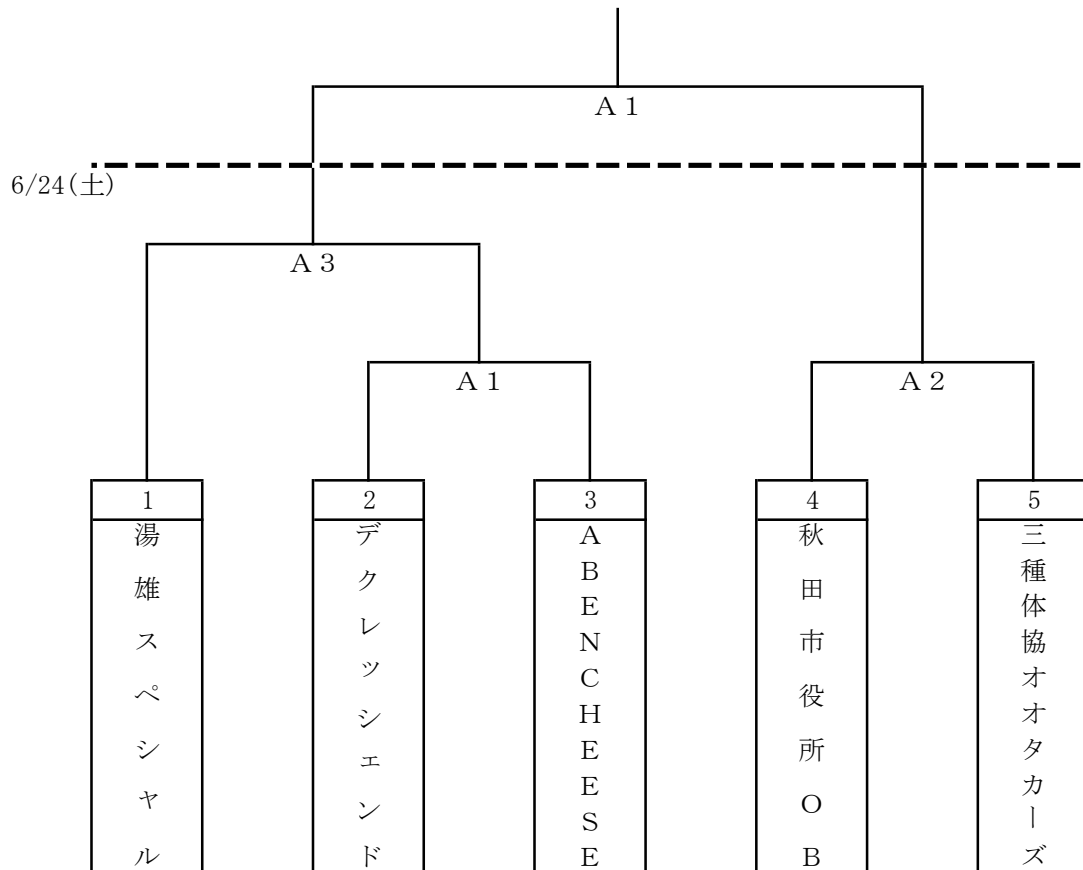 A 1
6/24(土)
A 3
A 1
A 2
1
2
3
4
5
湯雄スペシャル
デクレッシェンド
ABENCHEESE
秋田市役所OB
三種体協オオタカーズ